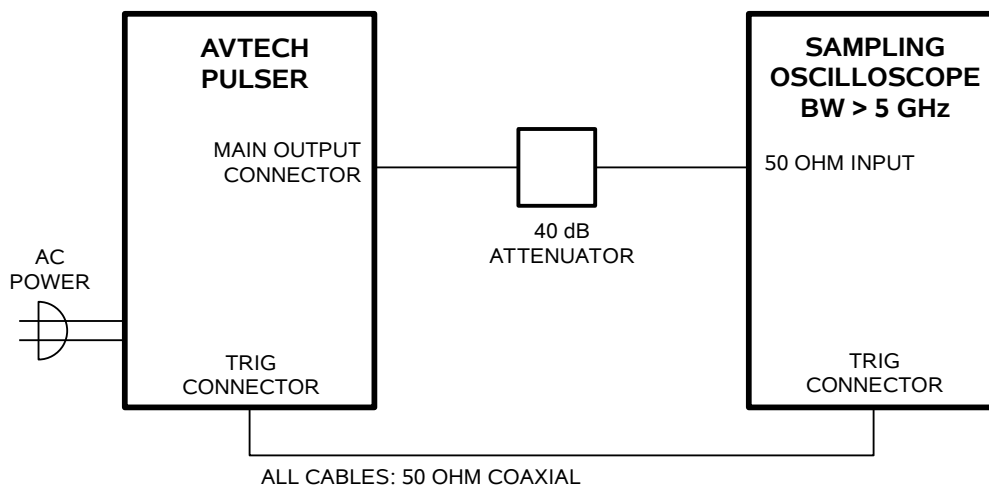 AVTECH
PULSER
MAIN OUTPUT
CONNECTOR
AC
POWER
TRIG
CONNECTOR
40 dB
ATTENUATOR
SAMPLING
OSCILLOSCOPE
BW > 5 GHz
50 OHM INPUT
TRIG
CONNECTOR
ALL CABLES: 50 OHM COAXIAL